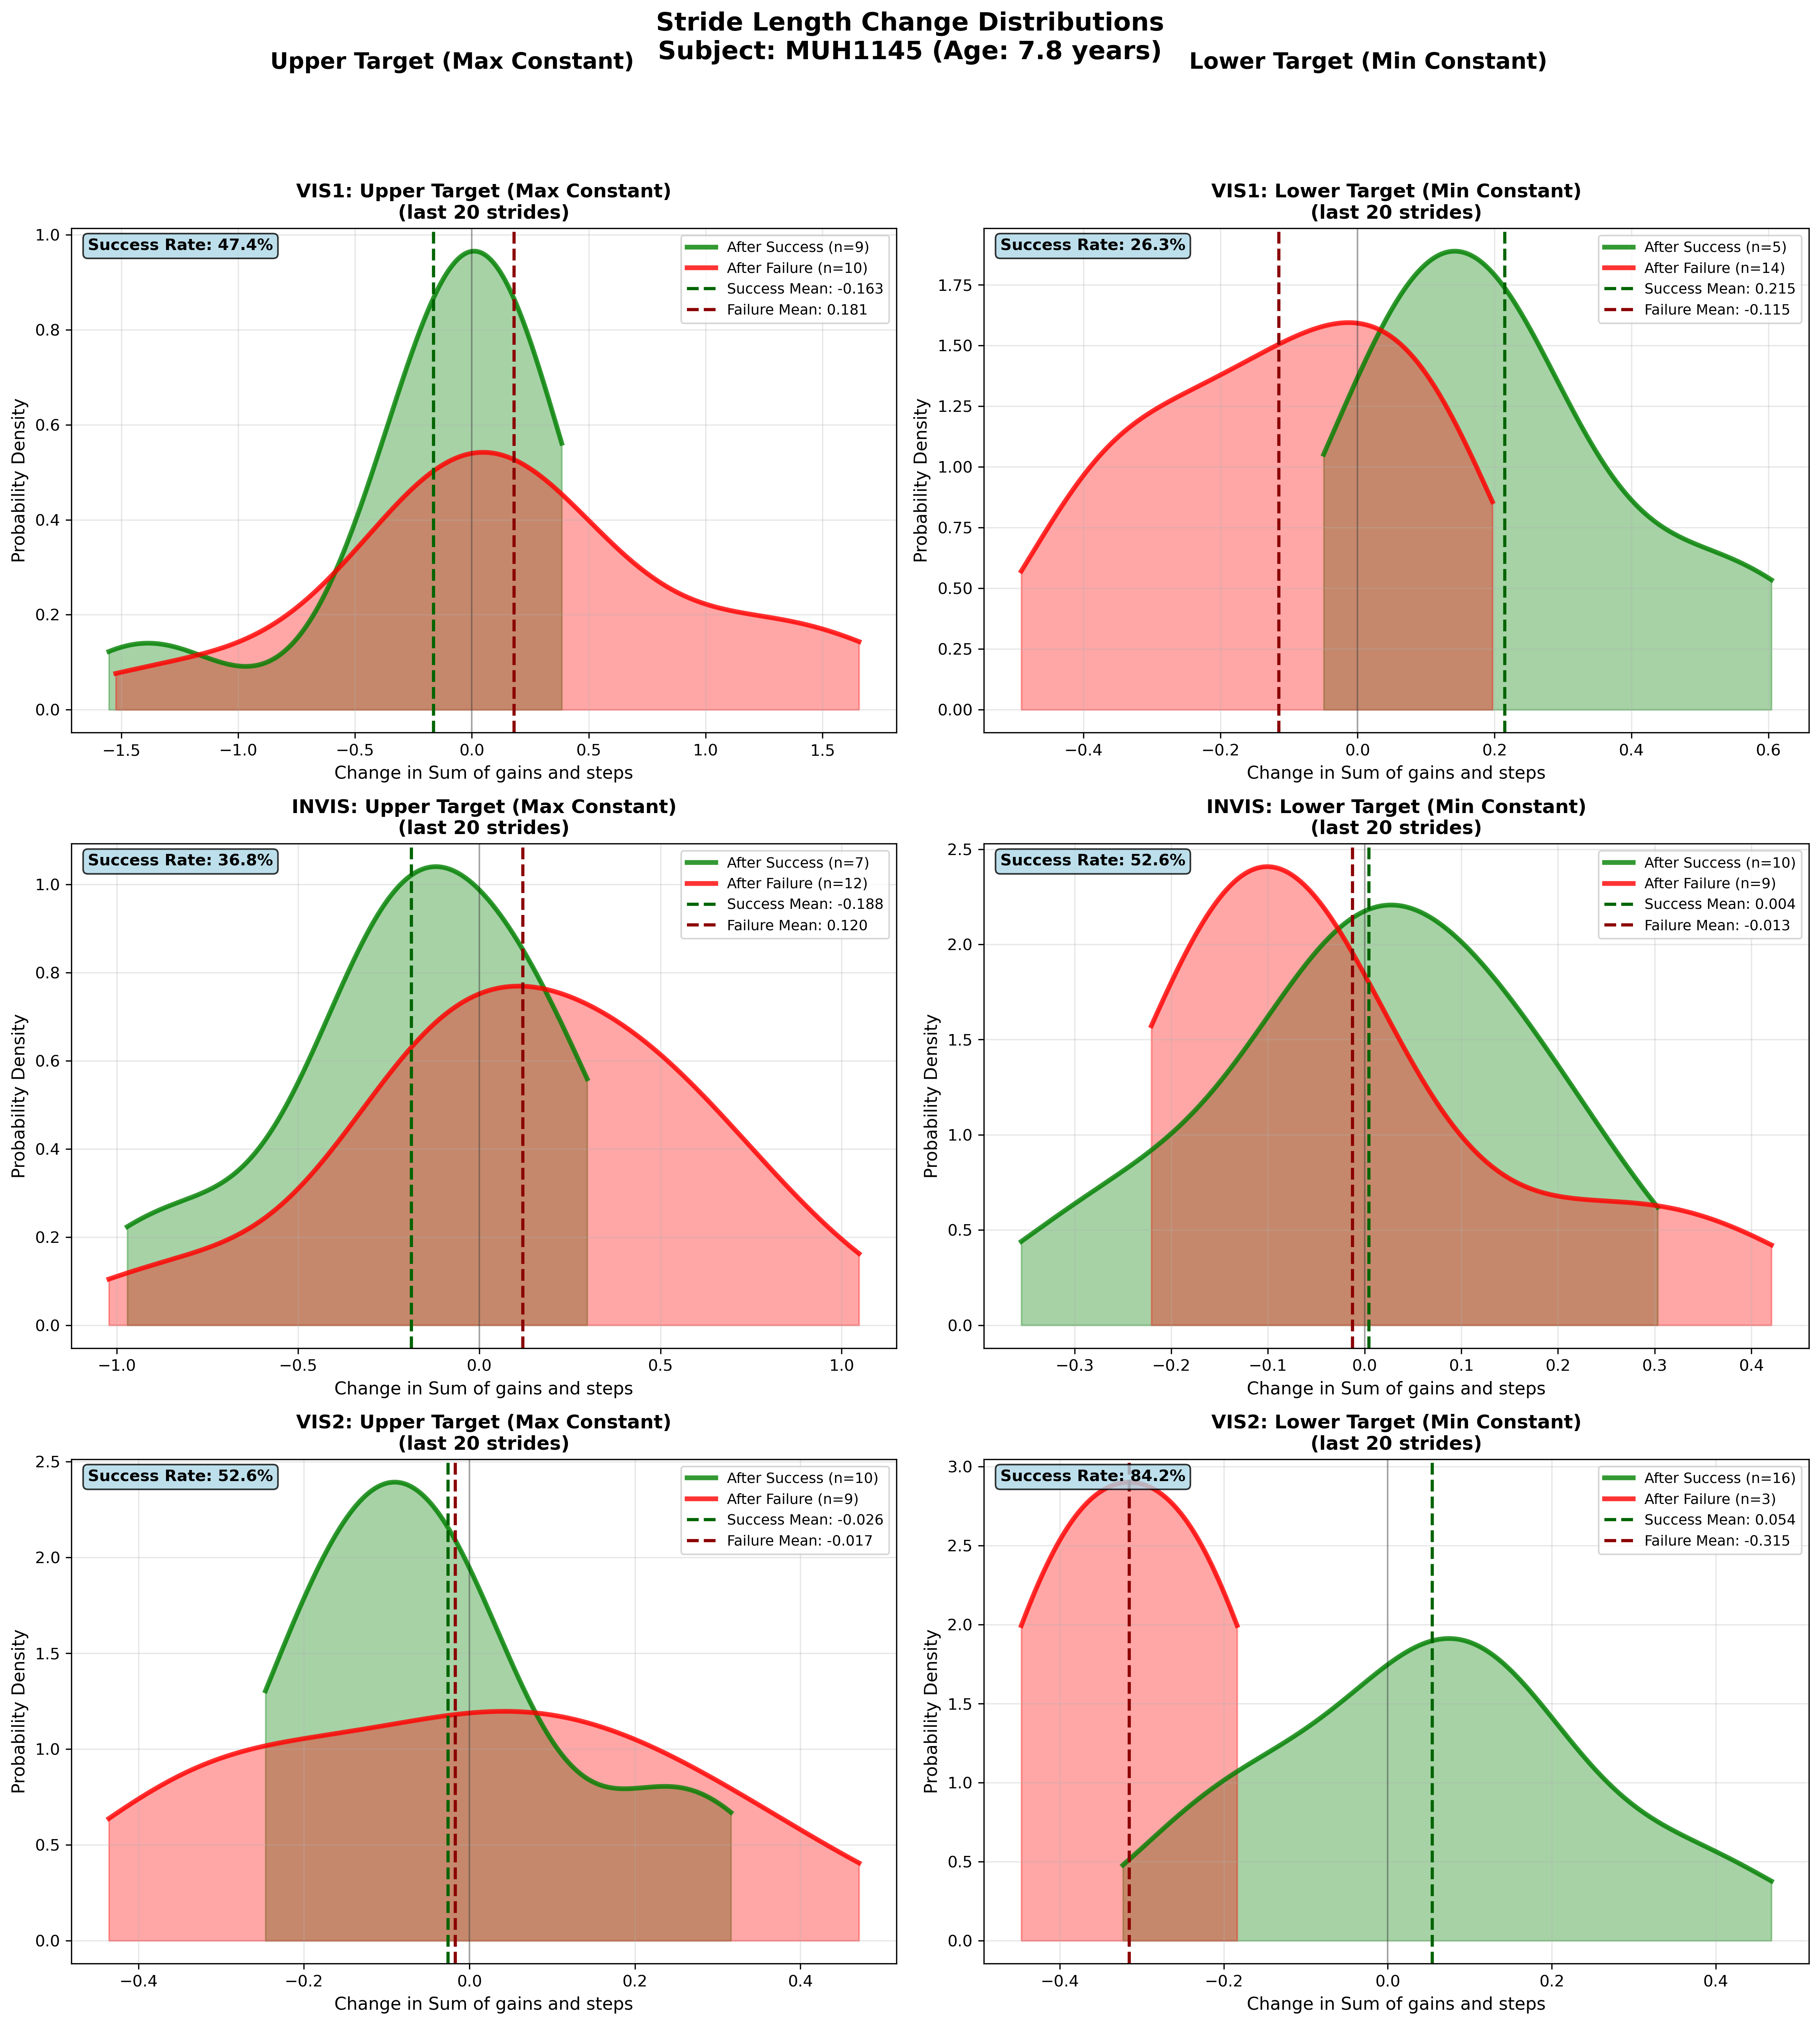 Stride Length Change Distributions
Subject: MUH1145 (Age: 7.8 years)
Upper Target (Max Constant)
Lower Target (Min Constant)
VIS1: Upper Target (Max Constant)
(last 20 strides)
Success Rate: 47.4%
After Success (n=9)
After Failure (n=10)
Success Mean: -0.163
Failure Mean: 0.181
Probability Density
1.0
0.8
0.6
0.4
0.2
0.0
−1.5 −1.0 −0.5 0.0 0.5 1.0 1.5
Change in Sum of gains and steps
VIS1: Lower Target (Min Constant)
(last 20 strides)
Success Rate: 26.3%
After Success (n=5)
After Failure (n=14)
Success Mean: 0.215
Failure Mean: -0.115
Probability Density
1.75
1.50
1.25
1.00
0.75
0.50
0.25
0.00
−0.4 −0.2 0.0 0.2 0.4 0.6
Change in Sum of gains and steps
INVIS: Upper Target (Max Constant)
(last 20 strides)
Success Rate: 36.8%
After Success (n=7)
After Failure (n=12)
Success Mean: -0.188
Failure Mean: 0.120
Probability Density
1.0
0.8
0.6
0.4
0.2
0.0
−1.0 −0.5 0.0 0.5 1.0
Change in Sum of gains and steps
INVIS: Lower Target (Min Constant)
(last 20 strides)
Success Rate: 52.6%
After Success (n=10)
After Failure (n=9)
Success Mean: 0.004
Failure Mean: -0.013
Probability Density
2.5
2.0
1.5
1.0
0.5
0.0
−0.3 −0.2 −0.1 0.0 0.1 0.2 0.3 0.4
Change in Sum of gains and steps
VIS2: Upper Target (Max Constant)
(last 20 strides)
Success Rate: 52.6%
After Success (n=10)
After Failure (n=9)
Success Mean: -0.026
Failure Mean: -0.017
Probability Density
2.5
2.0
1.5
1.0
0.5
0.0
−0.4 −0.2 0.0 0.2 0.4
Change in Sum of gains and steps
VIS2: Lower Target (Min Constant)
(last 20 strides)
Success Rate: 84.2%
After Success (n=16)
After Failure (n=3)
Success Mean: 0.054
Failure Mean: -0.315
Probability Density
3.0
2.5
2.0
1.5
1.0
0.5
0.0
−0.4 −0.2 0.0 0.2 0.4
Change in Sum of gains and steps